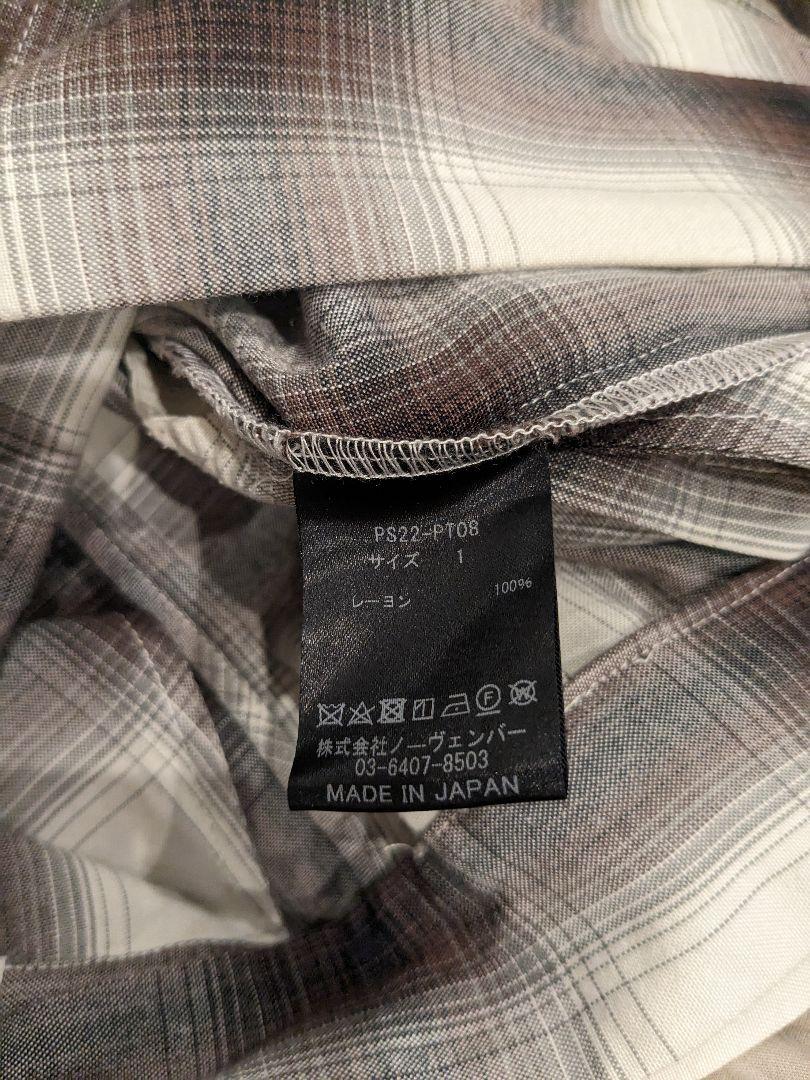 PS22-PT08
サイズ 1
レーヨン 100%
株式会社ノーヴェンバー
03-6407-8503
MADE IN JAPAN